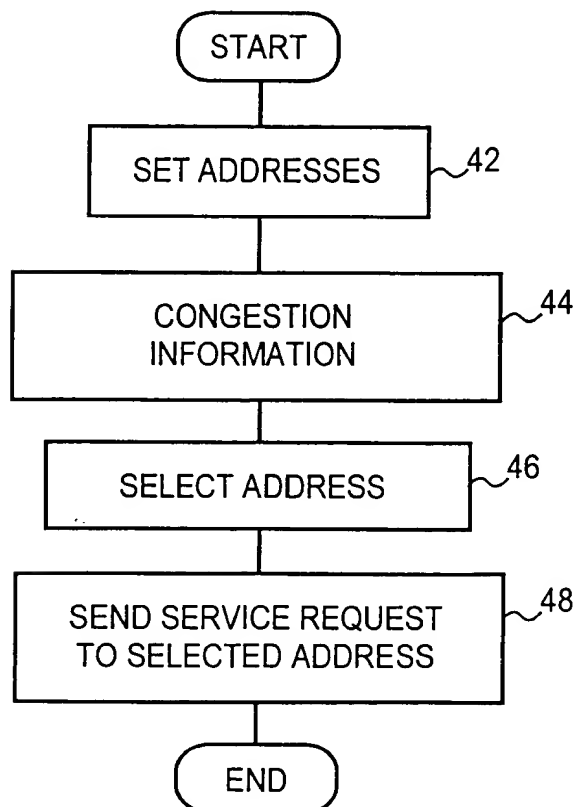 START
SET ADDRESSES
42
CONGESTION
INFORMATION
44
SELECT ADDRESS
46
SEND SERVICE REQUEST
TO SELECTED ADDRESS
48
END